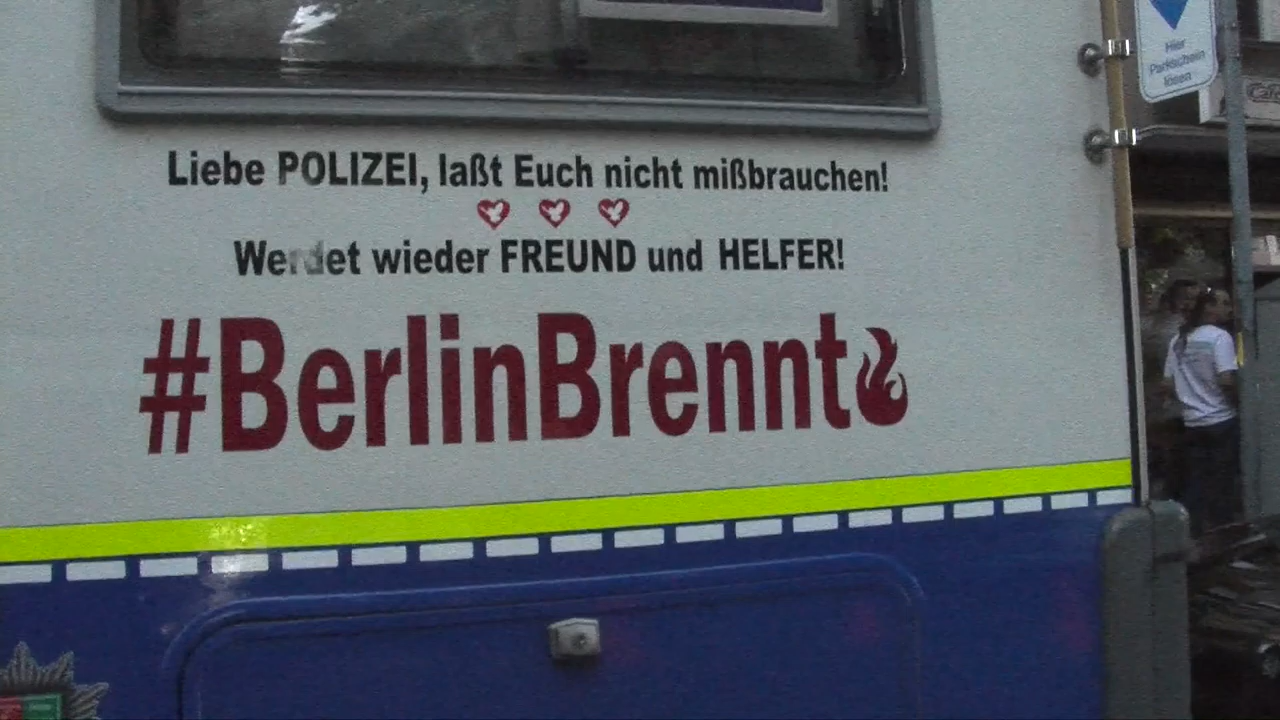 Hier
Parkschein
lösen
Liebe POLIZEI, laßt Euch nicht mißbrauchen!
Werdet wieder FREUND und HELFER!
#BerlinBrennt